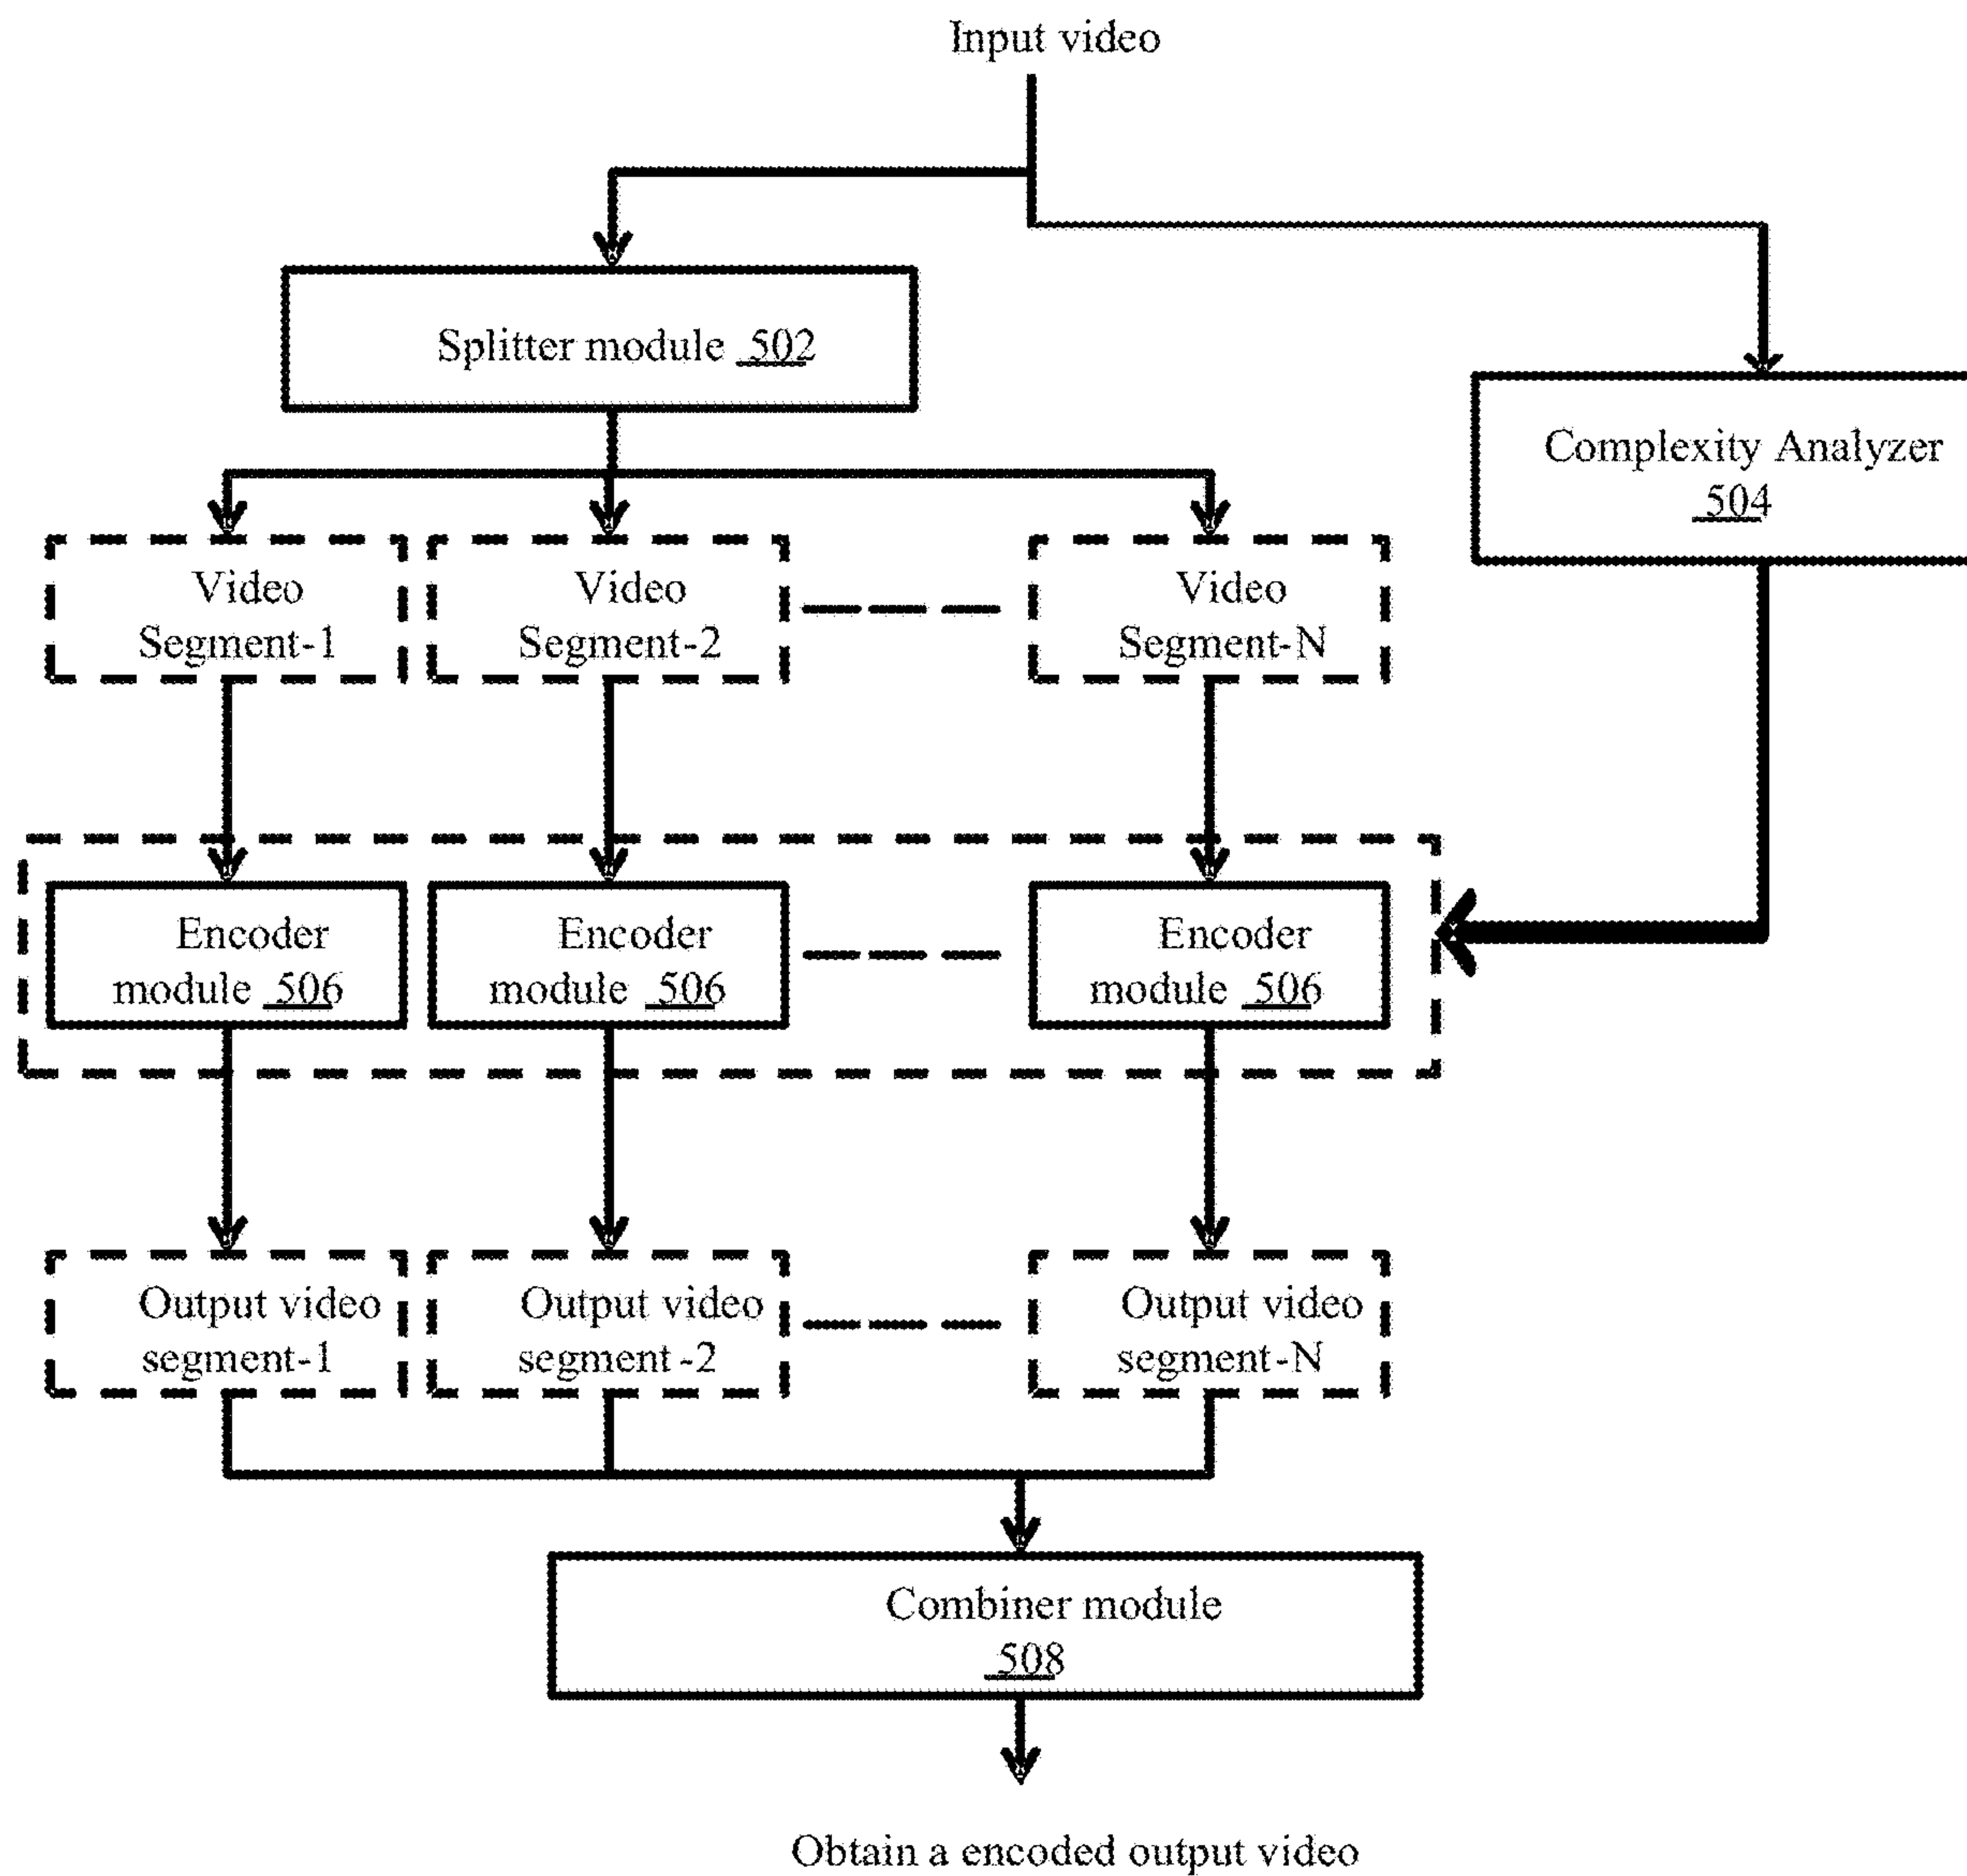 Input video
Splitter module 502
Complexity Analyzer
504
Video
Segment-1
Video
Segment-2
Video
Segment-N
Encoder
module 506
Encoder
module 506
Encoder
module 506
Output video
segment-1
Output video
segment-2
Output video
segment-N
Combiner module
508
Obtain a encoded output video